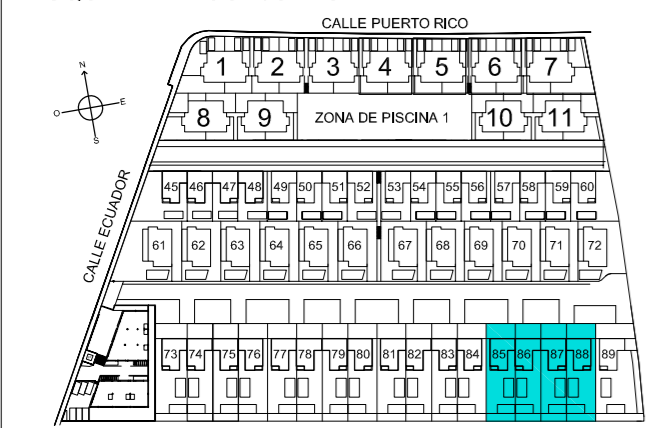 CALLE PUERTO RICO
1 2 3 4 5 6 7
N
O E
S
8 9 ZONA DE PISCINA 1 10 11
CALLE ECUADOR
45 46 47 48 49 50 51 52 53 54 55 56 57 58 59 60
61 62 63 64 65 66 67 68 69 70 71 72
73 74 75 76 77 78 79 80 81 82 83 84 85 86 87 88 89